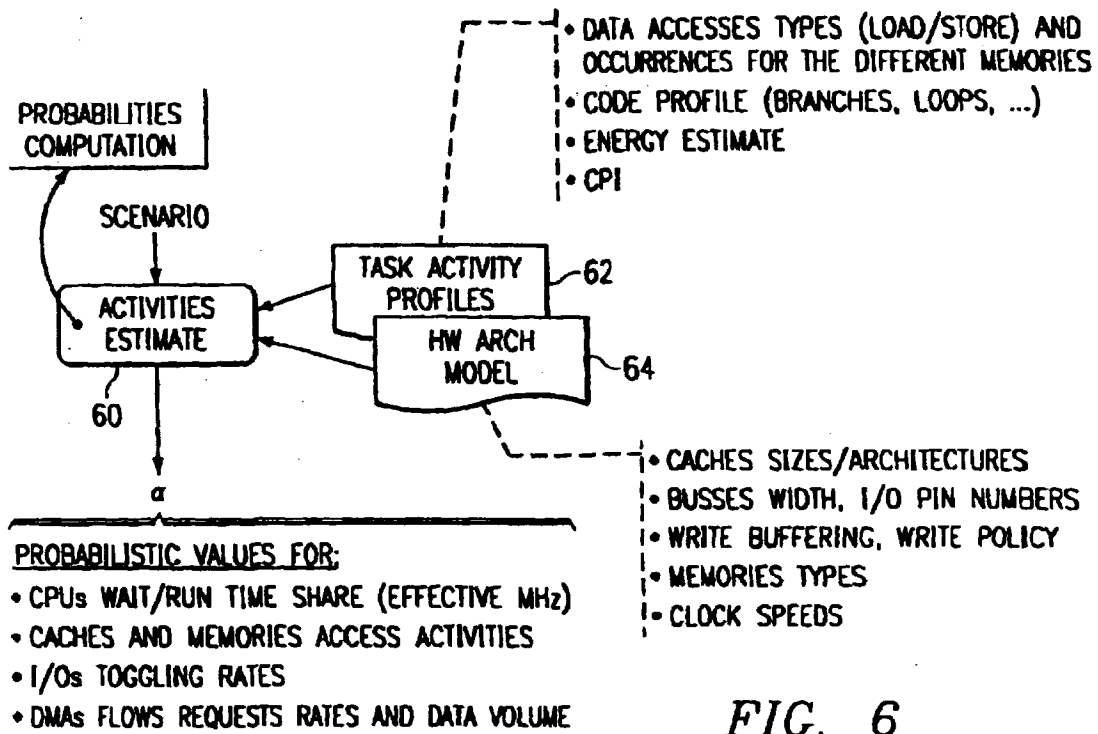 • DATA ACCESSES TYPES (LOAD/STORE) AND
OCCURRENCES FOR THE DIFFERENT MEMORIES
• CODE PROFILE (BRANCHES, LOOPS, ...)
• ENERGY ESTIMATE
• CPI
PROBABILITIES
COMPUTATION
SCENARIO
TASK ACTIVITY
PROFILES
62
ACTIVITIES
ESTIMATE
HW ARCH
MODEL
64
60
α
• CACHES SIZES/ARCHITECTURES
• BUSSES WIDTH, I/O PIN NUMBERS
• WRITE BUFFERING, WRITE POLICY
• MEMORIES TYPES
• CLOCK SPEEDS
PROBABILISTIC VALUES FOR:
• CPUs WAIT/RUN TIME SHARE (EFFECTIVE MHz)
• CACHES AND MEMORIES ACCESS ACTIVITIES
• I/Os TOGGLING RATES
• DMAs FLOWS REQUESTS RATES AND DATA VOLUME
FIG. 6